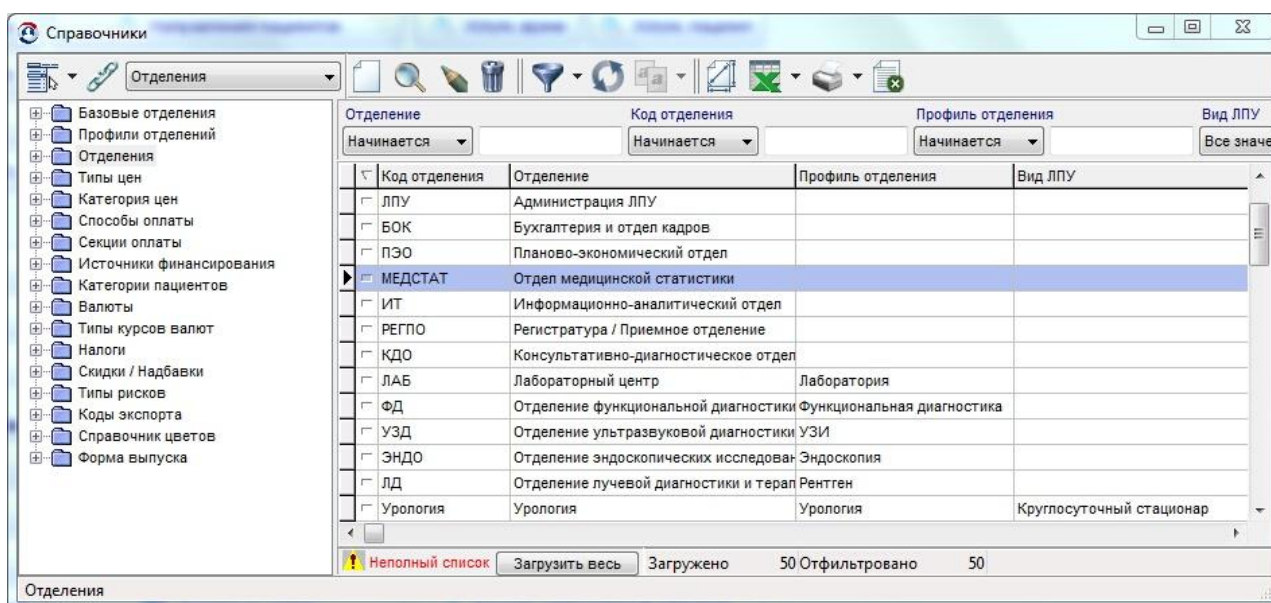 Справочники
Отделения
Базовые отделения
Профили отделений
Отделения
Типы цен
Категория цен
Способы оплаты
Секции оплаты
Источники финансирования
Категории пациентов
Валюты
Типы курсов валют
Налоги
Скидки / Надбавки
Типы рисков
Коды экспорта
Справочник цветов
Форма выпуска
Отделение Код отделения Профиль отделения Вид ЛПУ
Начинается Начинается Начинается Все значе
Код отделения Отделение Профиль отделения Вид ЛПУ
ЛПУ Администрация ЛПУ
БОК Бухгалтерия и отдел кадров
ПЭО Планово-экономический отдел
МЕДСТАТ Отдел медицинской статистики
ИТ Информационно-аналитический отдел
РЕГПО Регистратура / Приемное отделение
КДО Консультативно-диагностическое отдел
ЛАБ Лабораторный центр Лаборатория
ФД Отделение функциональной диагностики Функциональная диагностика
УЗД Отделение ультразвуковой диагностики УЗИ
ЭНДО Отделение эндоскопических исследован Эндоскопия
ЛД Отделение лучевой диагностики и терап Рентген
Урология Урология Урология Круглосуточный стационар
Неполный список Загрузить весь Загружено 50 Отфильтровано 50
Отделения